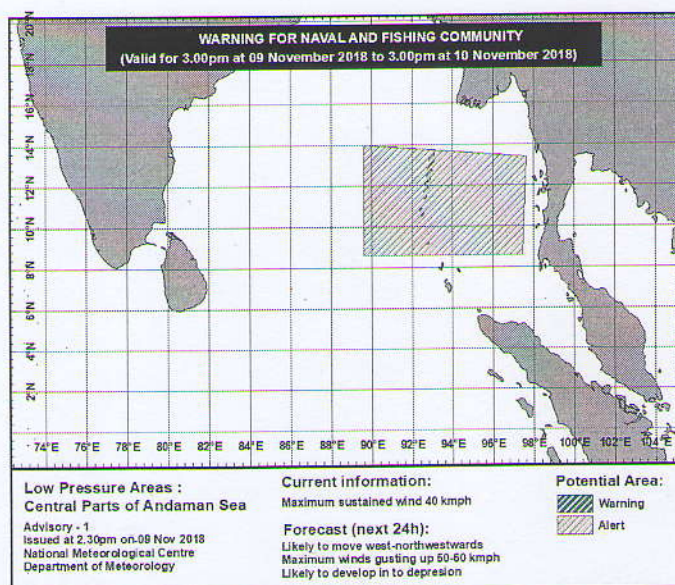 WARNING FOR NAVAL AND FISHING COMMUNITY
(Valid for 3.00pm at 09 November 2018 to 3.00pm at 10 November 2018)
20°N
18°N
16°N
14°N
12°N
10°N
8°N
6°N
4°N
2°N
74°E 76°E 78°E 80°E 82°E 84°E 86°E 88°E 90°E 92°E 94°E 96°E 98°E 100°E 102°E 104°E
Low Pressure Areas :
Central Parts of Andaman Sea
Advisory - 1
Issued at 2.30pm on 09 Nov 2018
National Meteorological Centre
Department of Meteorology
Current information:
Maximum sustained wind 40 kmph
Forecast (next 24h):
Likely to move west-northwestwards
Maximum winds gusting up 50-60 kmph
Likely to develop in to depresion
Potential Area:
Warning
Alert